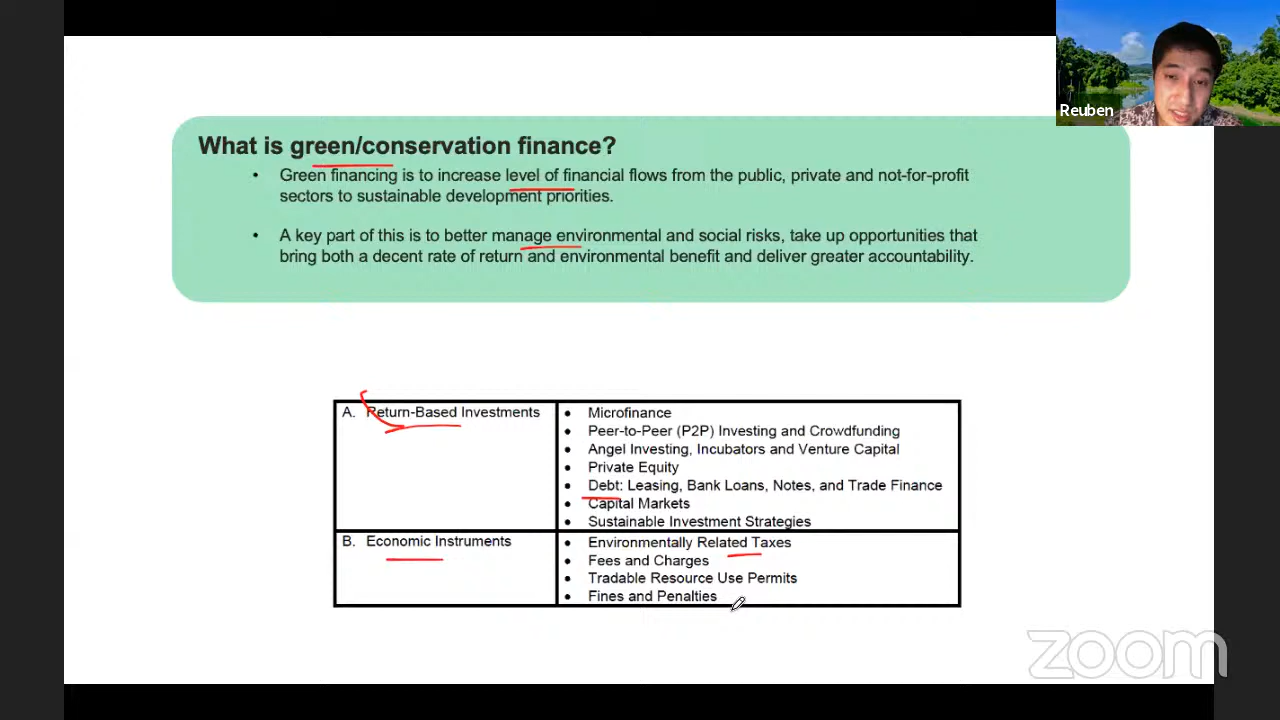 Reuben
What is green/conservation finance?
• Green financing is to increase level of financial flows from the public, private and not-for-profit
sectors to sustainable development priorities.
• A key part of this is to better manage environmental and social risks, take up opportunities that
bring both a decent rate of return and environmental benefit and deliver greater accountability.
A. Return-Based Investments
• Microfinance
• Peer-to-Peer (P2P) Investing and Crowdfunding
• Angel Investing, Incubators and Venture Capital
• Private Equity
• Debt: Leasing, Bank Loans, Notes, and Trade Finance
• Capital Markets
• Sustainable Investment Strategies
B. Economic Instruments
• Environmentally Related Taxes
• Fees and Charges
• Tradable Resource Use Permits
• Fines and Penalties
zoom